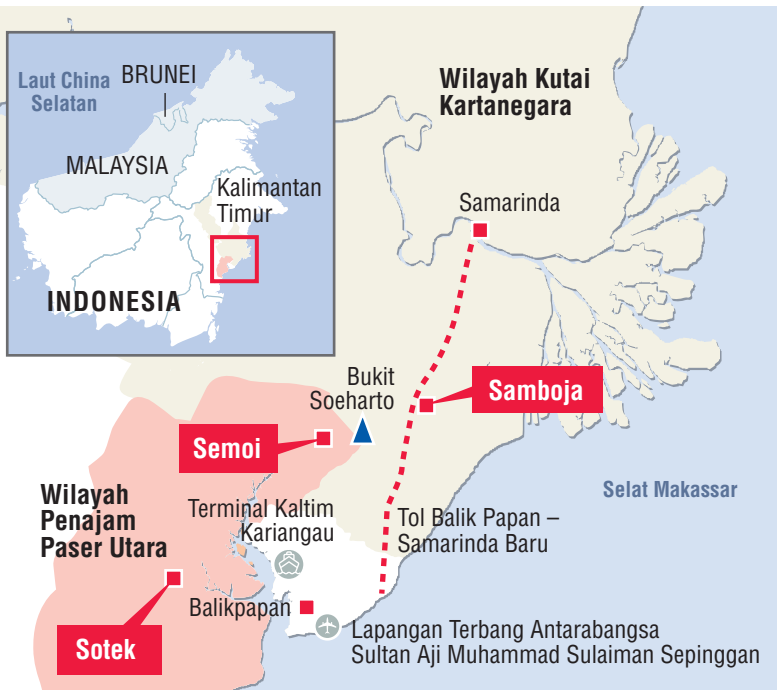 Laut China
Selatan
BRUNEI
MALAYSIA
Kalimantan
Timur
INDONESIA
Wilayah Kutai
Kartanegara
Samarinda
Bukit
Soeharto
Samboja
Semoi
Wilayah
Penajam
Paser Utara
Terminal Kaltim
Kariangau
Tol Balik Papan –
Samarinda Baru
Selat Makassar
Sotek
Balikpapan
Lapangan Terbang Antarabangsa
Sultan Aji Muhammad Sulaiman Sepinggan